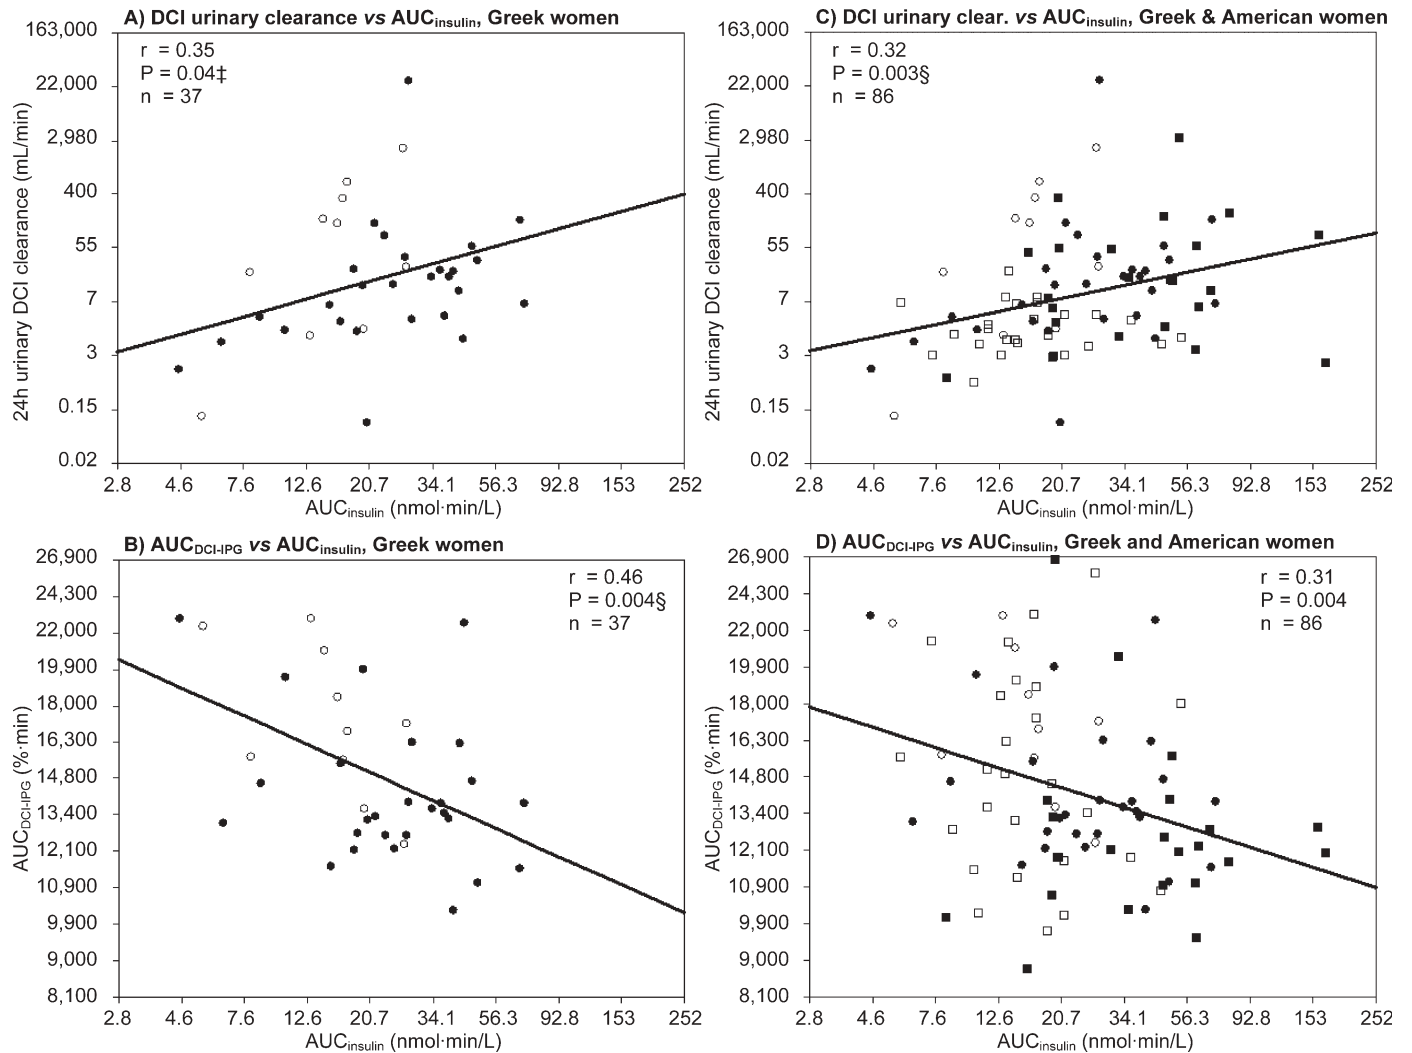 A) DCI urinary clearance vs AUCinsulin, Greek women
163,000
22,000
2,980
400
55
7
3
0.15
0.02
24h urinary DCI clearance (mL/min)
r = 0.35
P = 0.04‡
n = 37
2.8 4.6 7.6 12.6 20.7 34.1 56.3 92.8 153 252
AUCinsulin (nmol·min/L)
C) DCI urinary clear. vs AUCinsulin, Greek & American women
163,000
22,000
2,980
400
55
7
3
0.15
0.02
24h urinary DCI clearance (mL/min)
r = 0.32
P = 0.003§
n = 86
2.8 4.6 7.6 12.6 20.7 34.1 56.3 92.8 153 252
AUCinsulin (nmol·min/L)
B) AUCDCI-IPG vs AUCinsulin, Greek women
26,900
24,300
22,000
19,900
18,000
16,300
14,800
13,400
12,100
10,900
9,900
9,000
8,100
AUCDCI-IPG (%·min)
r = 0.46
P = 0.004§
n = 37
2.8 4.6 7.6 12.6 20.7 34.1 56.3 92.8 153 252
AUCinsulin (nmol·min/L)
D) AUCDCI-IPG vs AUCinsulin, Greek and American women
26,900
24,300
22,000
19,900
18,000
16,300
14,800
13,400
12,100
10,900
9,900
9,000
8,100
AUCDCI-IPG (%·min)
r = 0.31
P = 0.004
n = 86
2.8 4.6 7.6 12.6 20.7 34.1 56.3 92.8 153 252
AUCinsulin (nmol·min/L)